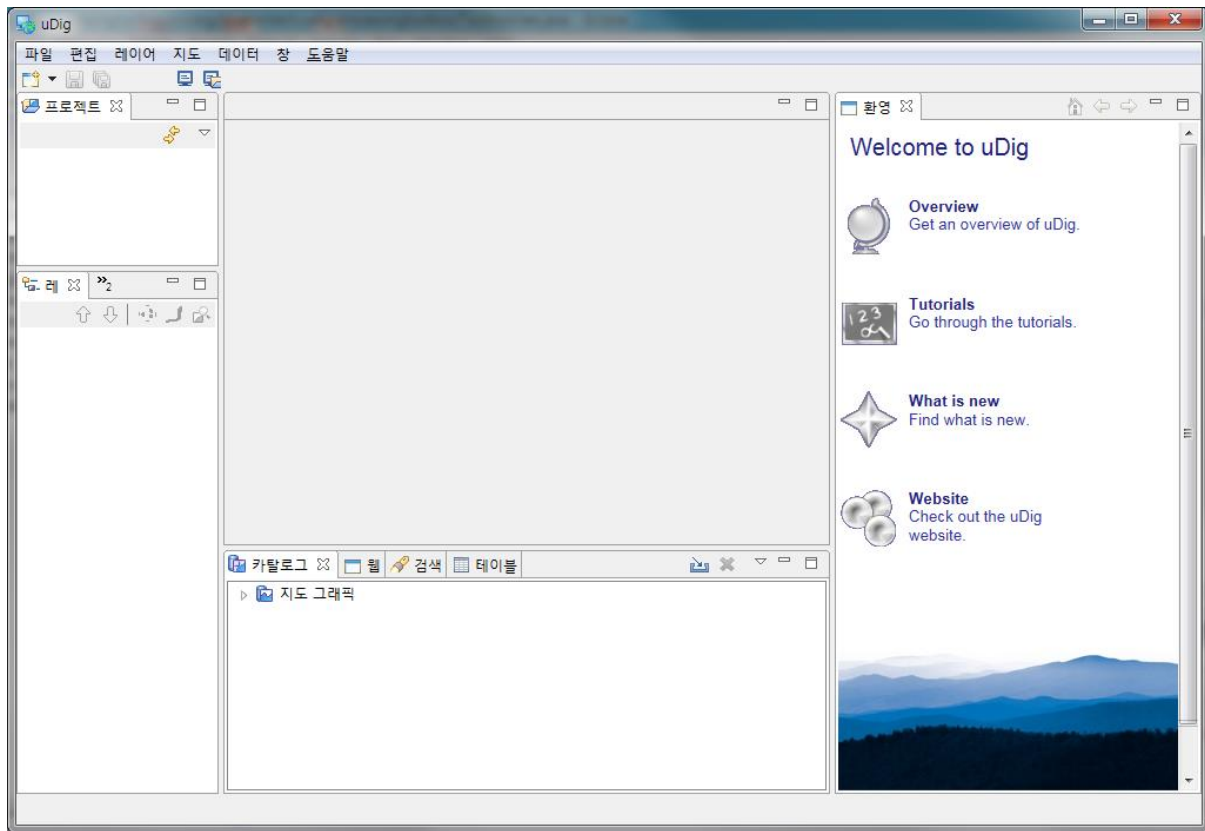 uDig
파일 편집 레이어 지도 데이터 창 도움말
프로젝트
환영
Welcome to uDig
Overview
Get an overview of uDig.
레 »2
Tutorials
Go through the tutorials.
What is new
Find what is new.
Website
Check out the uDig
website.
카탈로그 웹 검색 테이블
지도 그래픽